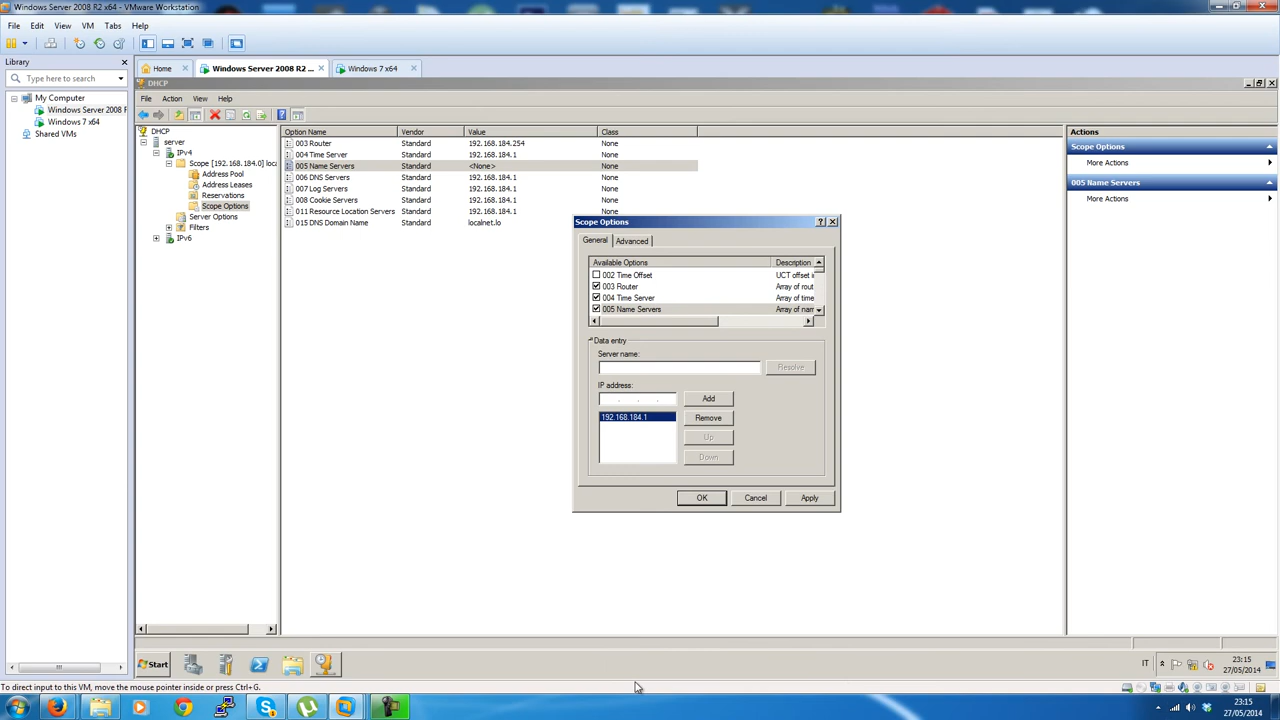 Windows Server 2008 R2 x64 - VMware Workstation
File Edit View VM Tabs Help
Library
Type here to search
My Computer
Windows Server 2008 F
Windows 7 x64
Shared VMs
Home
Windows Server 2008 R2 ...
Windows 7 x64
DHCP
File Action View Help
DHCP
server
IPv4
Scope [192.168.184.0] loca
Address Pool
Address Leases
Reservations
Scope Options
Server Options
Filters
IPv6
Option Name Vendor Value Class
003 Router Standard 192.168.184.254 None
004 Time Server Standard 192.168.184.1 None
005 Name Servers Standard <None> None
006 DNS Servers Standard 192.168.184.1 None
007 Log Servers Standard 192.168.184.1 None
008 Cookie Servers Standard 192.168.184.1 None
011 Resource Location Servers Standard 192.168.184.1 None
015 DNS Domain Name Standard localnet.lo None
Scope Options
General Advanced
Available Options Description
002 Time Offset UCT offset i
003 Router Array of rout
004 Time Server Array of time
005 Name Servers Array of nam
Data entry
Server name:
Resolve
IP address:
Add
192.168.184.1
Remove
Up
Down
OK Cancel Apply
Actions
Scope Options
More Actions
005 Name Servers
More Actions
Start
IT
23:15
27/05/2014
To direct input to this VM, move the mouse pointer inside or press Ctrl+G.
23:15
27/05/2014